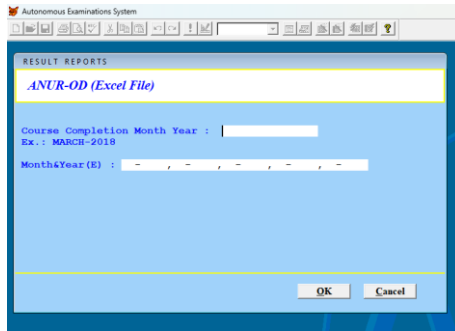 Autonomous Examinations System
RESULT REPORTS
ANUR-OD (Excel File)
Course Completion Month Year :
Ex.: MARCH-2018
Month&Year(E) : - , - , - , - , -
OK Cancel